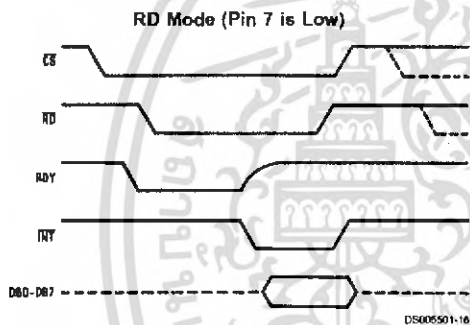 RD Mode (Pin 7 is Low)
CS
RD
RDY
INT
DB0-DB7
DS005501-16